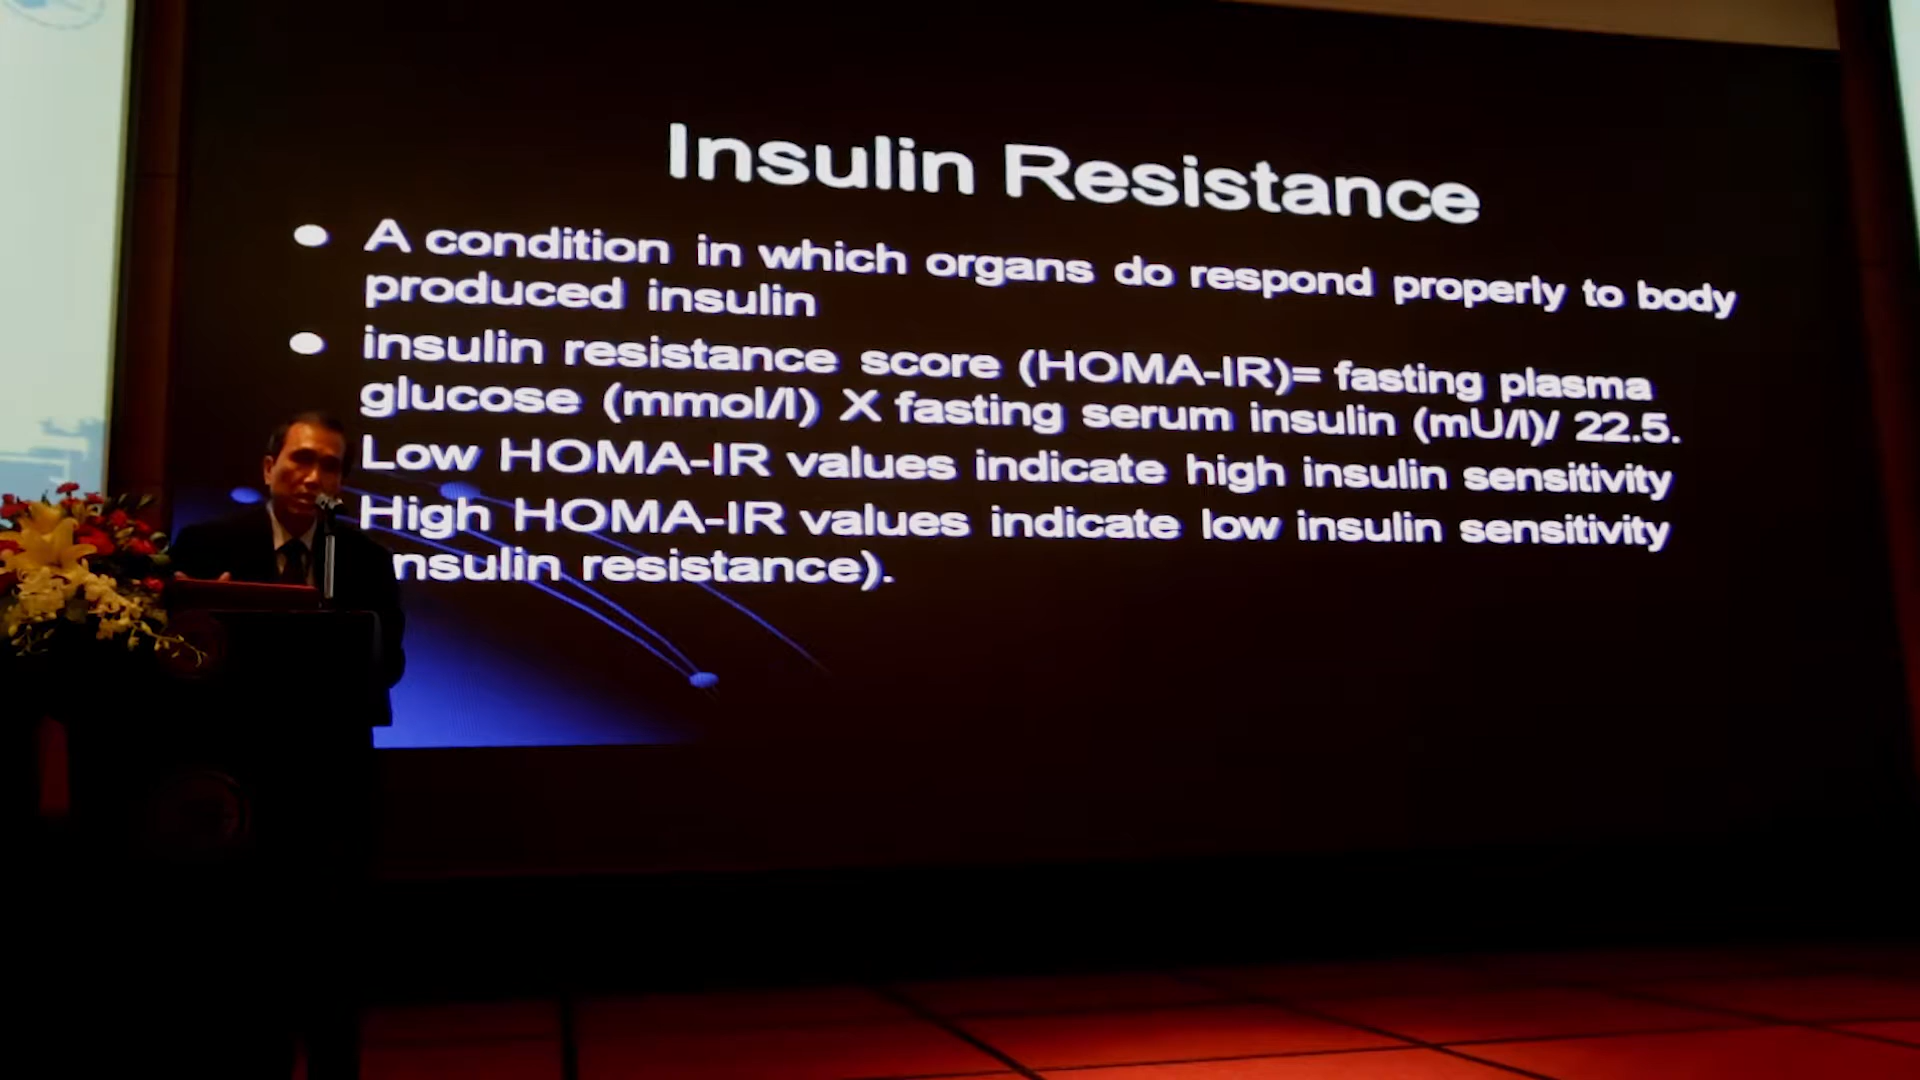 Insulin Resistance
● A condition in which organs do respond properly to body
produced insulin
● insulin resistance score (HOMA-IR)= fasting plasma
glucose (mmol/l) X fasting serum insulin (mU/l)/ 22.5.
Low HOMA-IR values indicate high insulin sensitivity
High HOMA-IR values indicate low insulin sensitivity
nsulin resistance).